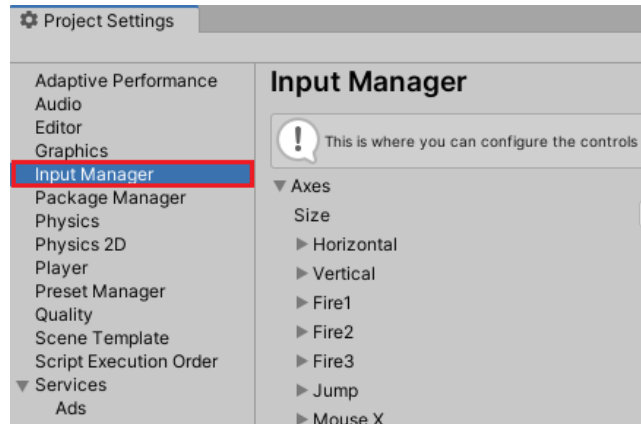 Project Settings
Adaptive Performance
Audio
Editor
Graphics
Input Manager
Package Manager
Physics
Physics 2D
Player
Preset Manager
Quality
Scene Template
Script Execution Order
Services
Ads
Input Manager
This is where you can configure the controls
Axes
Size
Horizontal
Vertical
Fire1
Fire2
Fire3
Jump
Mouse X